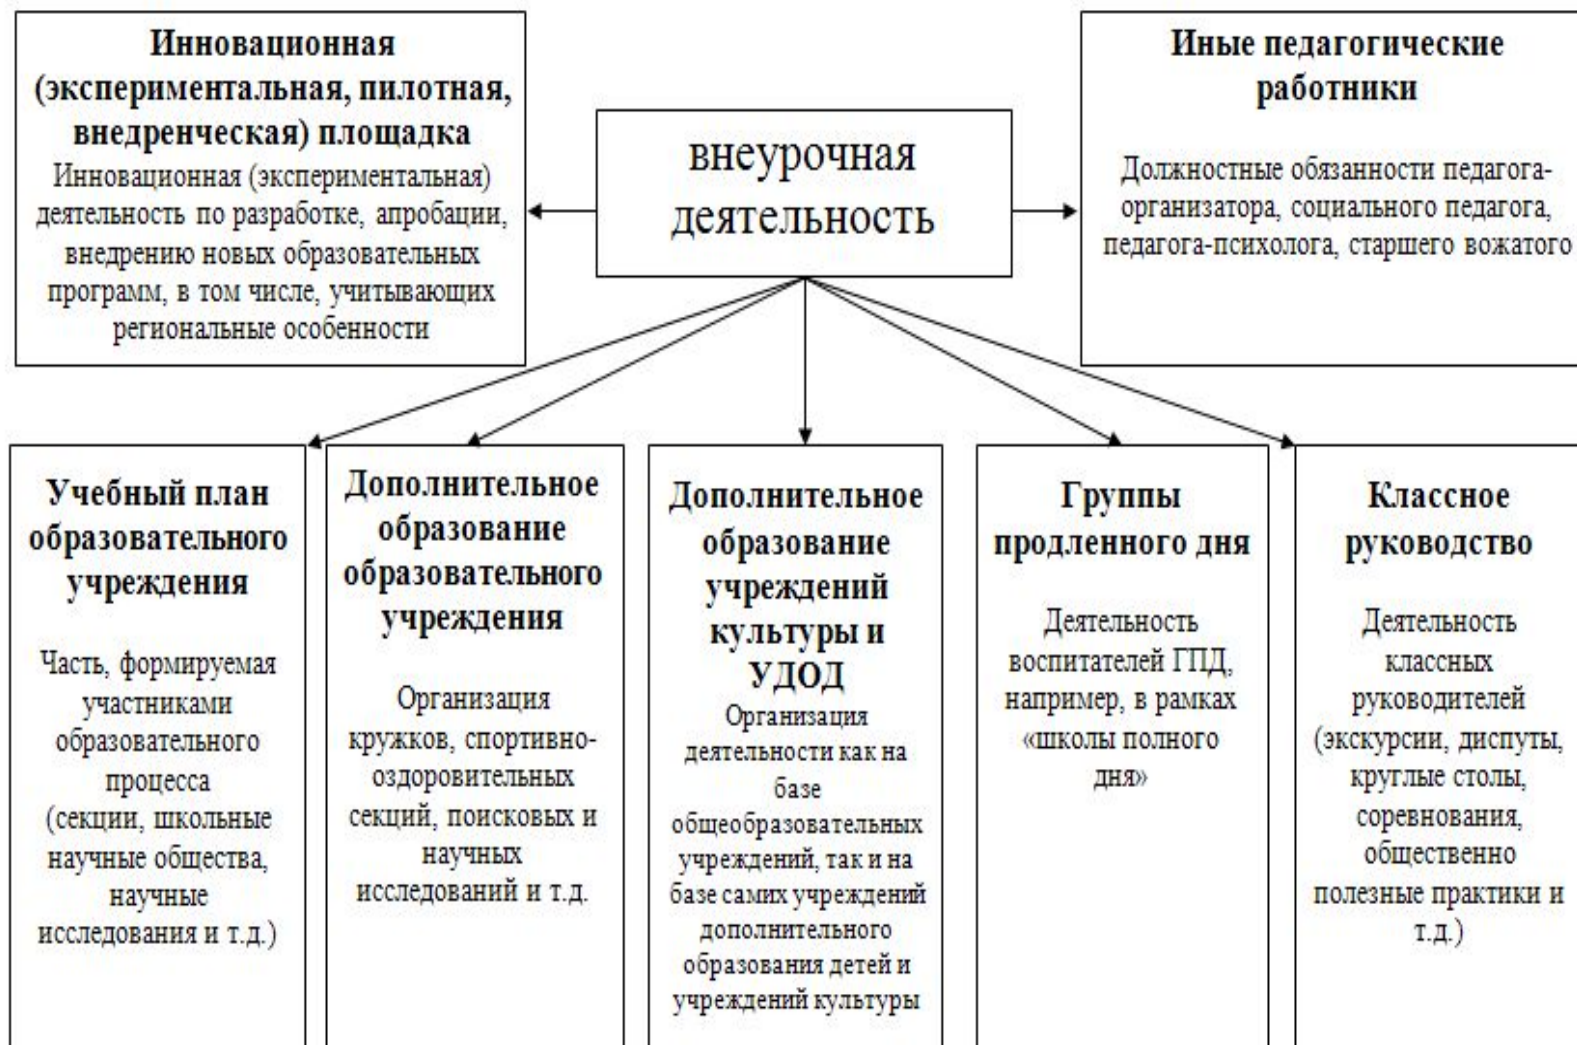 Инновационная
(экспериментальная, пилотная,
внедренческая) площадка
Инновационная (экспериментальная)
деятельность по разработке, апробации,
внедрению новых образовательных
программ, в том числе, учитывающих
региональные особенности
внеурочная
деятельность
Иные педагогические
работники
Должностные обязанности педагога-
организатора, социального педагога,
педагога-психолога, старшего вожатого
Учебный план
образовательного
учреждения
Часть, формируемая
участниками
образовательного
процесса
(секции, школьные
научные общества,
научные
исследования и т.д.)
Дополнительное
образование
образовательного
учреждения
Организация
кружков, спортивно-
оздоровительных
секций, поисковых и
научных
исследований и т.д.
Дополнительное
образование
учреждений
культуры и
УДОД
Организация
деятельности как на
базе
общеобразовательных
учреждений, так и на
базе самих учреждений
дополнительного
образования детей и
учреждений культуры
Группы
продленного дня
Деятельность
воспитателей ГПД,
например, в рамках
«школы полного
дня»
Классное
руководство
Деятельность
классных
руководителей
(экскурсии, диспуты,
круглые столы,
соревнования,
общественно
полезные практики и
т.д.)